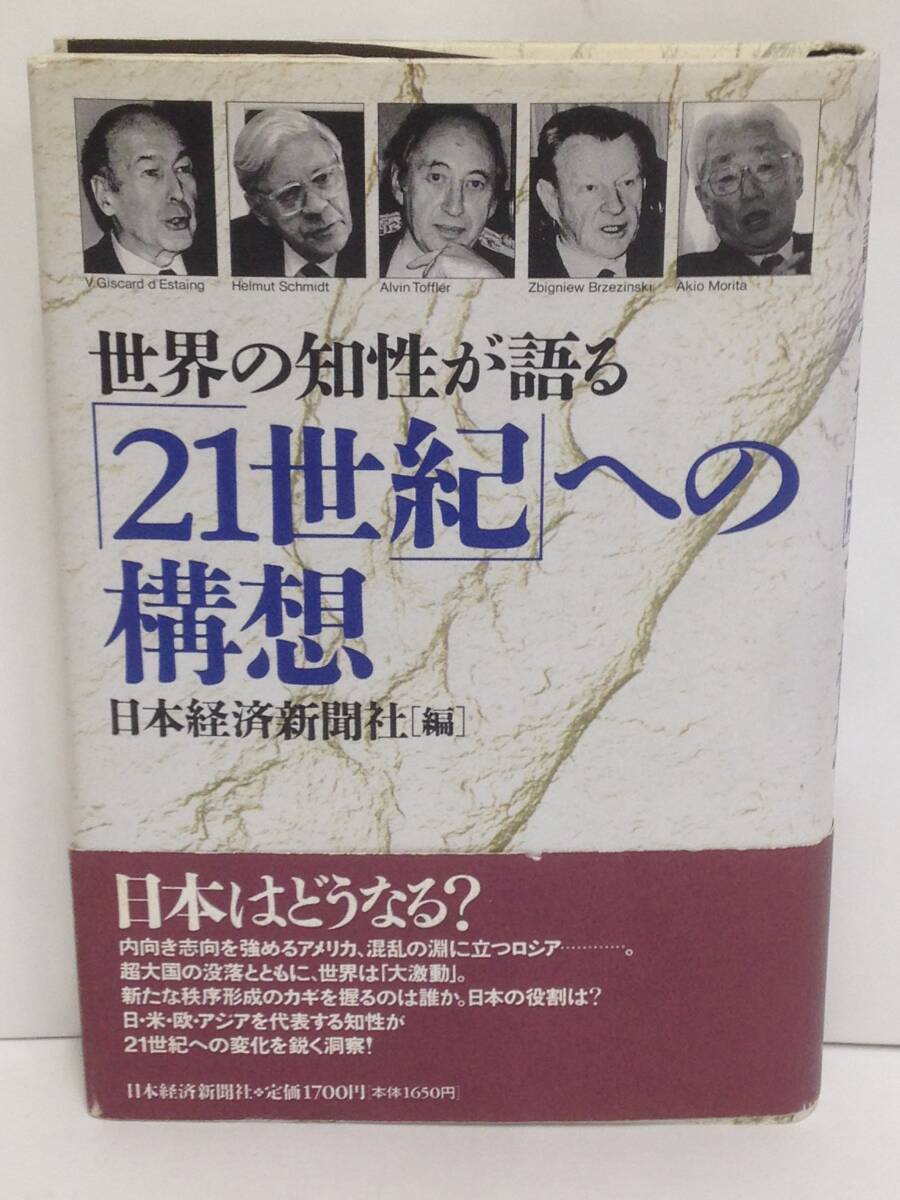 V. Giscard d'Estaing
Helmut Schmidt
Alvin Toffler
Zbigniew Brzezinski
Akio Morita
世界の知性が語る
「21世紀」への
構想
日本経済新聞社[編]
日本はどうなる?
内向き志向を強めるアメリカ、混乱の淵に立つロシア…………。
超大国の没落とともに、世界は「大激動」。
新たな秩序形成のカギを握るのは誰か。日本の役割は?
日・米・欧・アジアを代表する知性が
21世紀への変化を鋭く洞察!
日本経済新聞社❖定価1700円[本体1650円]